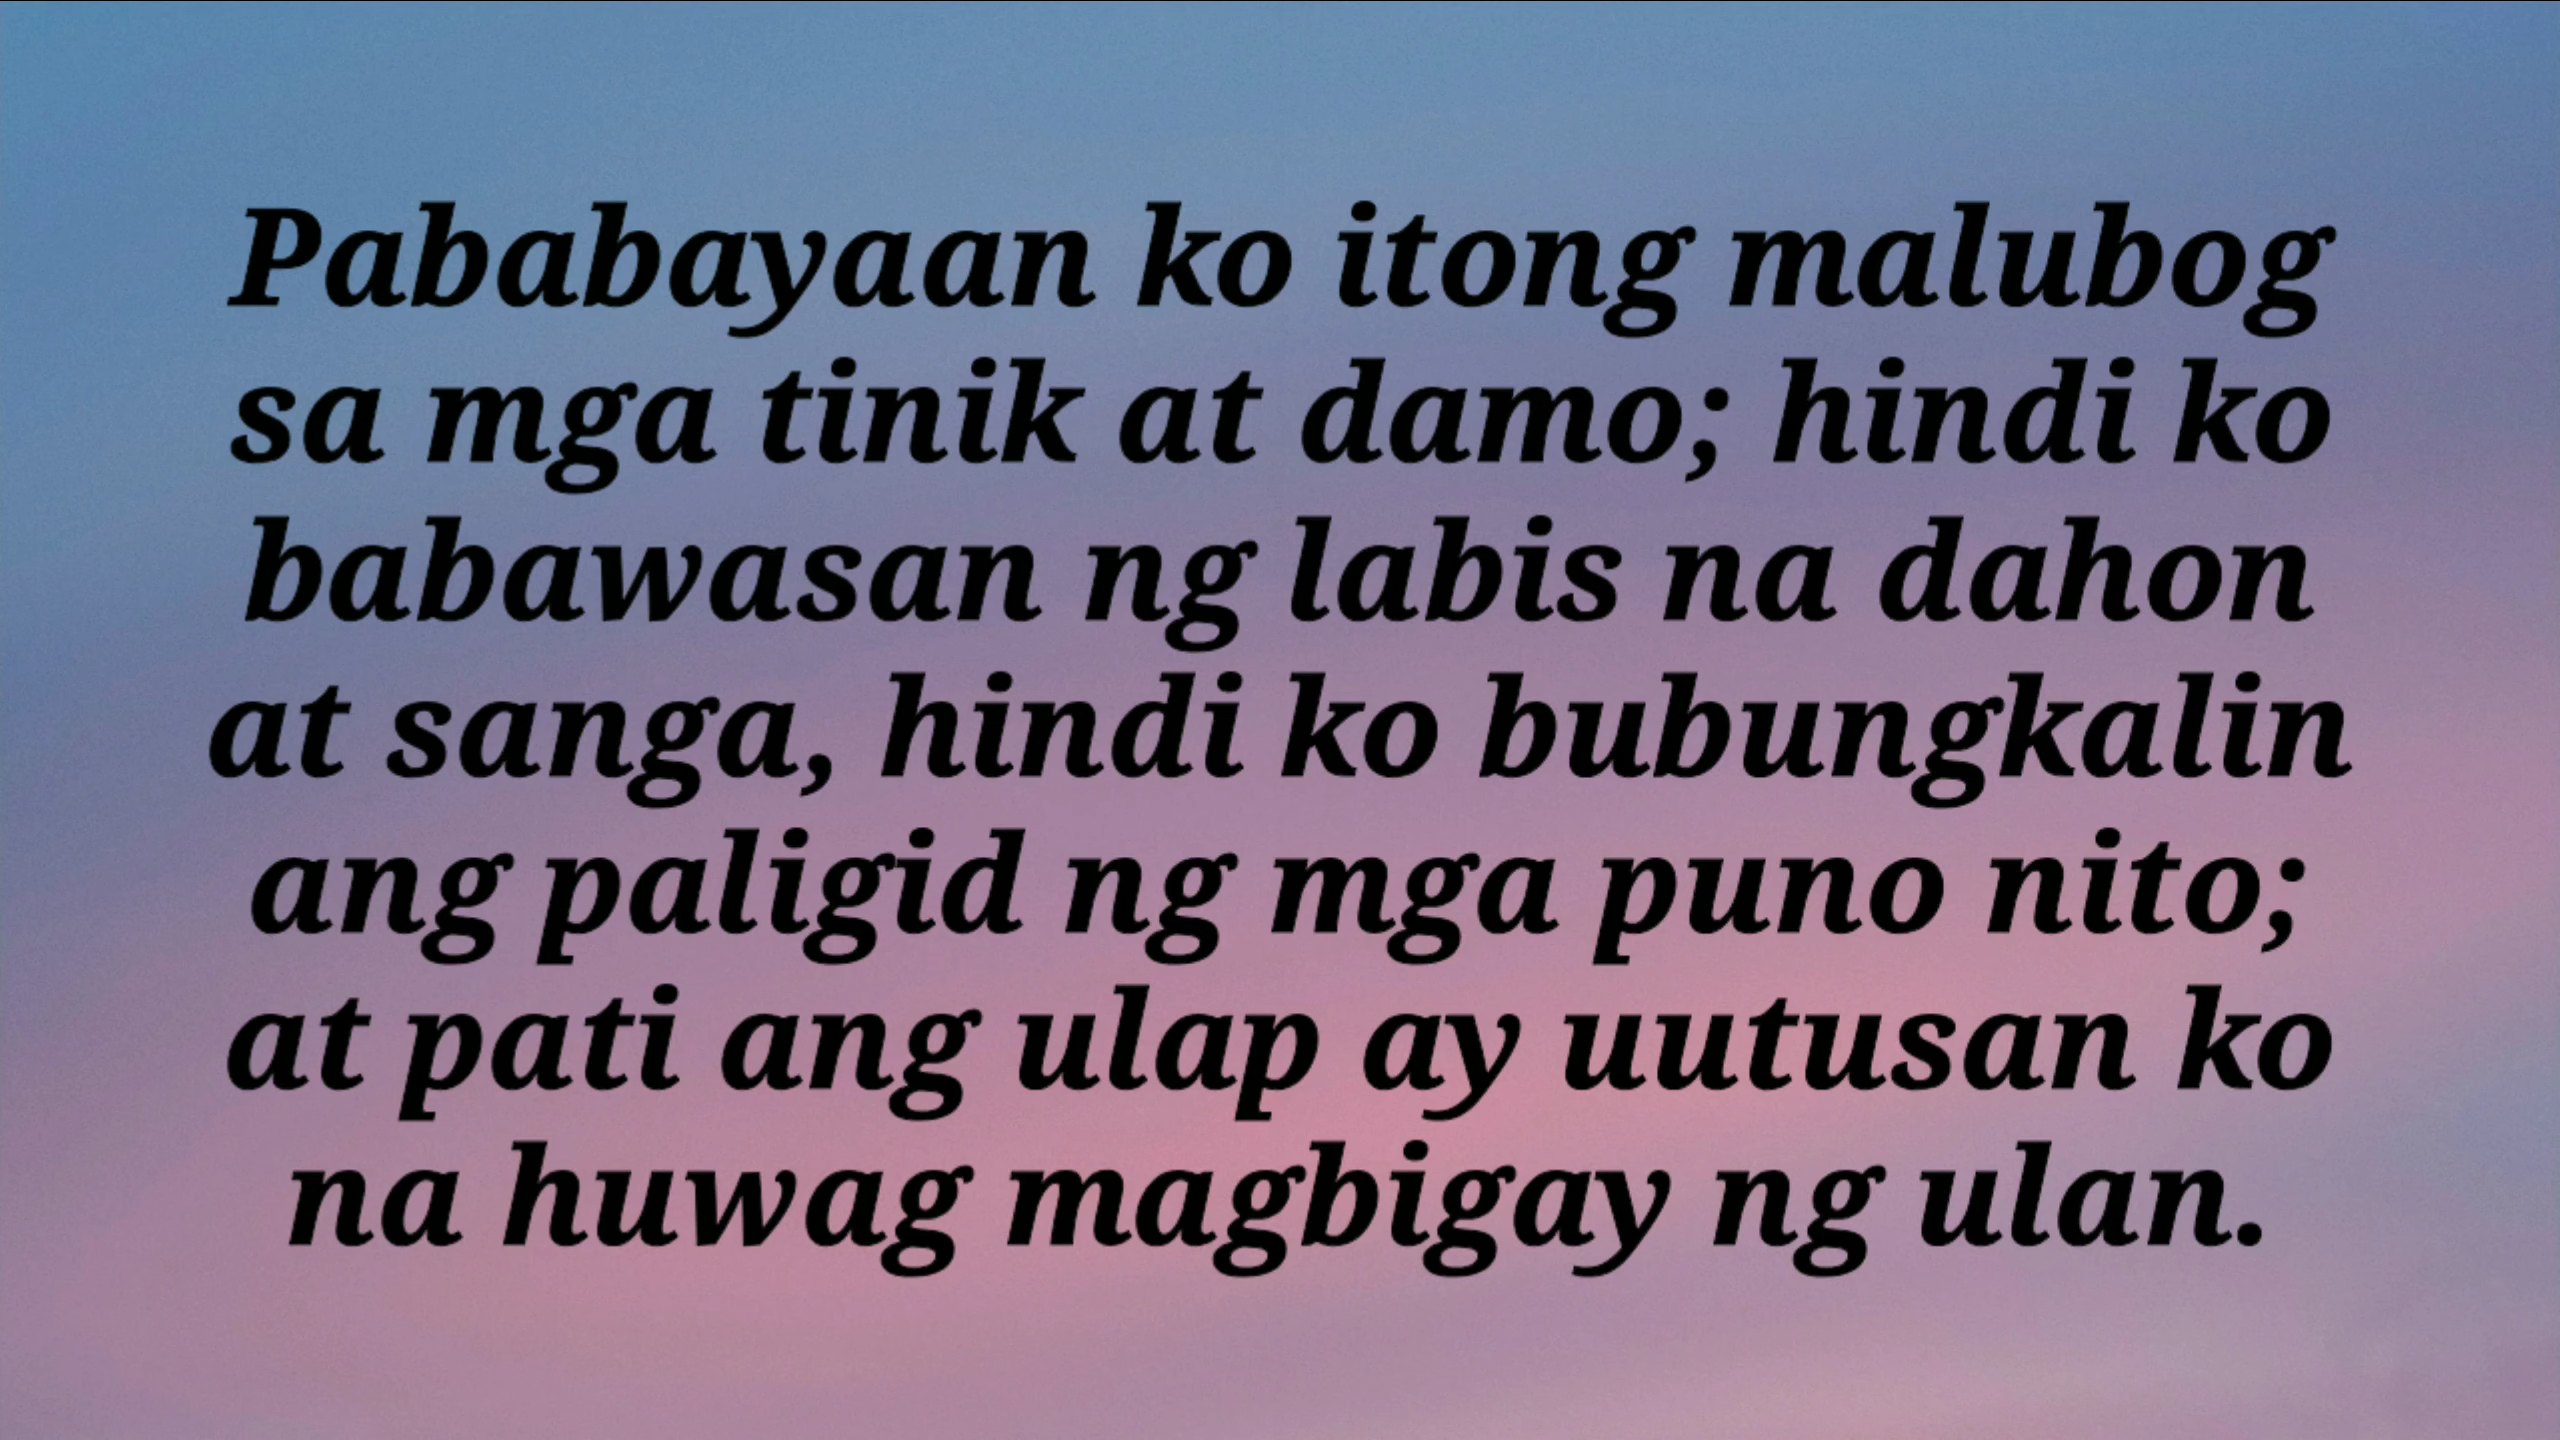 Pababayaan ko itong malubog
sa mga tinik at damo; hindi ko
babawasan ng labis na dahon
at sanga, hindi ko bubungkalin
ang paligid ng mga puno nito;
at pati ang ulap ay uutusan ko
na huwag magbigay ng ulan.